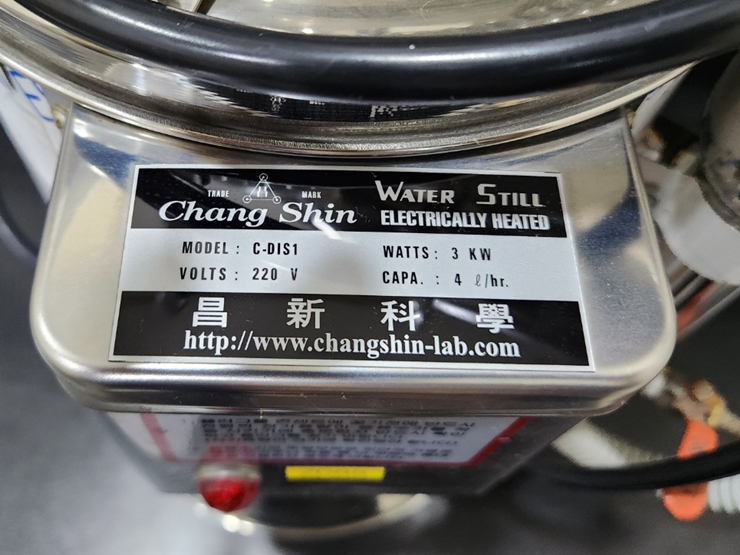 TRADE MARK
Chang Shin
WATER STILL
ELECTRICALLY HEATED
MODEL : C-DIS1
WATTS : 3 KW
VOLTS : 220 V
CAPA. : 4 ℓ/hr.
昌新科學
http://www.changshin-lab.com